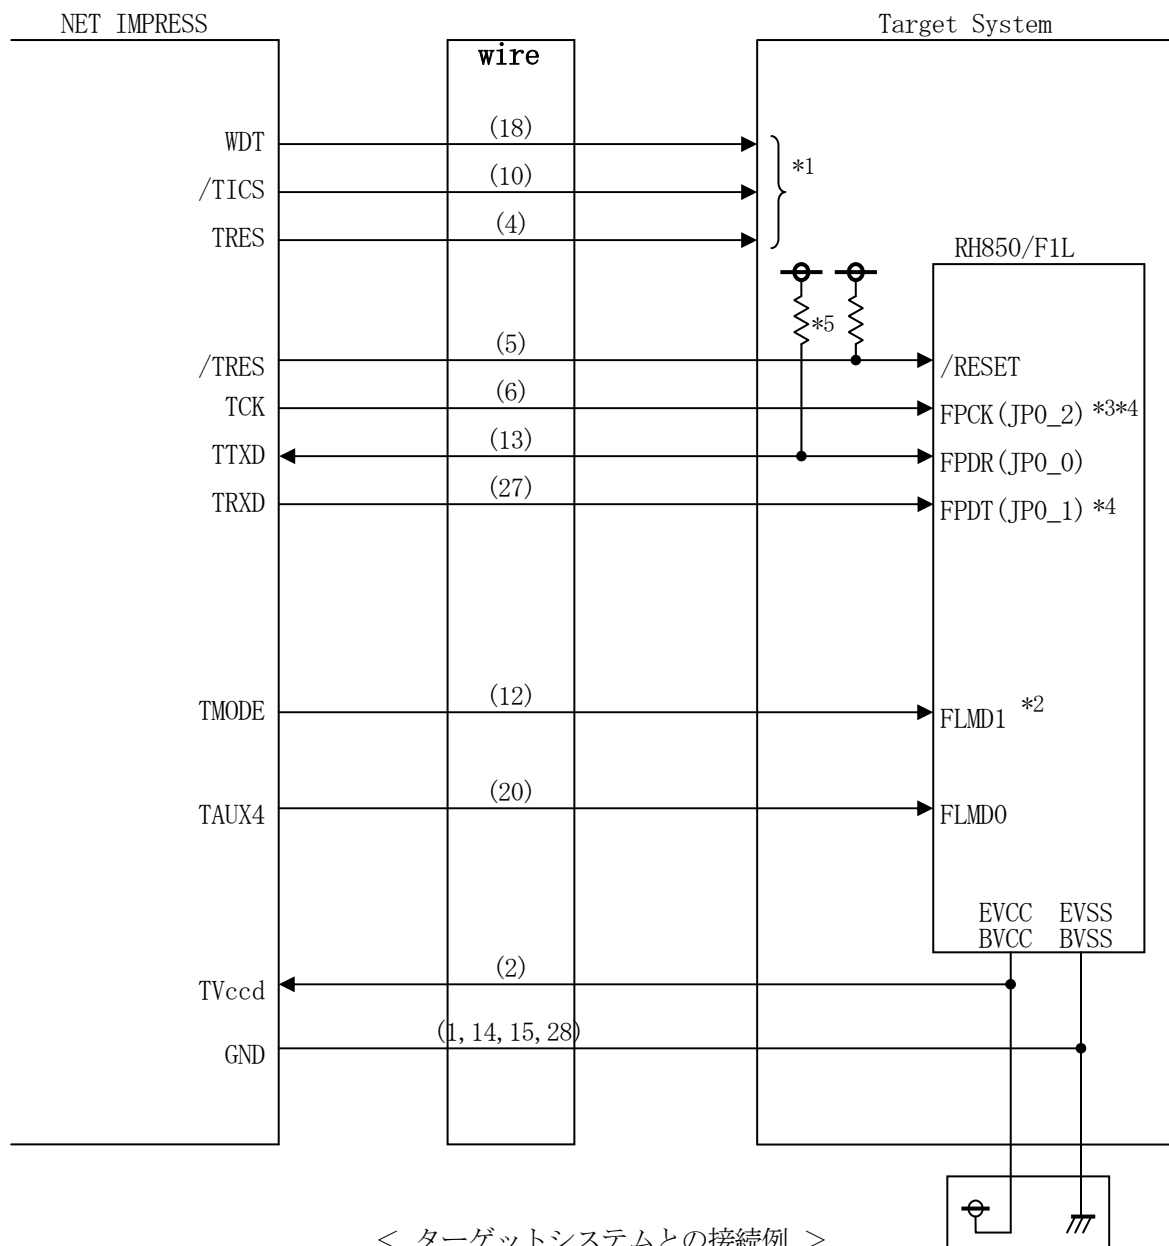 NET IMPRESS
Target System
wire
WDT
(18)
*1
/TICS
(10)
TRES
(4)
RH850/F1L
*5
/TRES
(5)
/RESET
TCK
(6)
FPCK(JP0_2) *3*4
TTXD
(13)
FPDR(JP0_0)
TRXD
(27)
FPDT(JP0_1) *4
TMODE
(12)
FLMD1 *2
TAUX4
(20)
FLMD0
EVCC EVSS
BVCC BVSS
TVccd
(2)
GND
(1,14,15,28)
< ターゲットシステムとの接続例 >